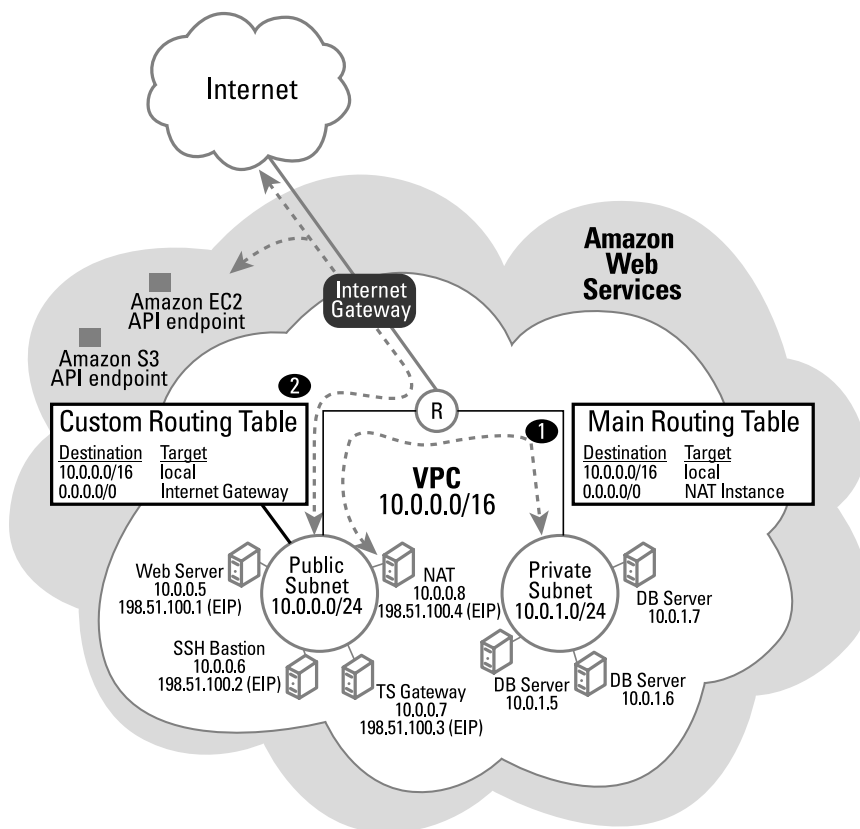 Internet
Amazon
Web
Services
Internet
Gateway
Amazon EC2
API endpoint
Amazon S3
API endpoint
2
R
1
Custom Routing Table
Destination Target
10.0.0.0/16 local
0.0.0.0/0 Internet Gateway
Main Routing Table
Destination Target
10.0.0.0/16 local
0.0.0.0/0 NAT Instance
VPC
10.0.0.0/16
Web Server
10.0.0.5
198.51.100.1 (EIP)
Public
Subnet
10.0.0.0/24
NAT
10.0.0.8
198.51.100.4 (EIP)
Private
Subnet
10.0.1.0/24
DB Server
10.0.1.7
SSH Bastion
10.0.0.6
198.51.100.2 (EIP)
TS Gateway
10.0.0.7
198.51.100.3 (EIP)
DB Server
10.0.1.5
DB Server
10.0.1.6